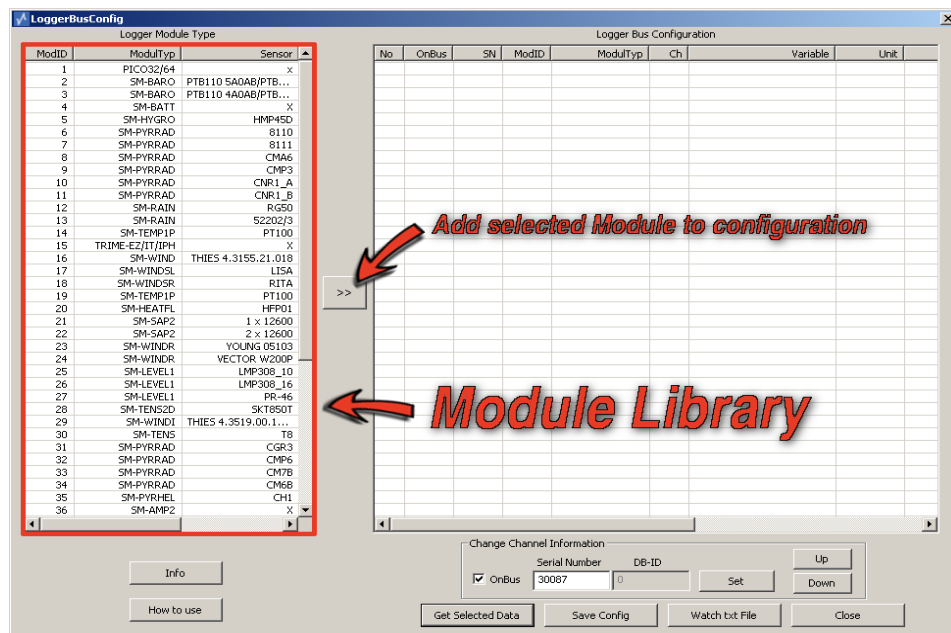 LoggerBusConfig
Logger Module Type
ModID ModulTyp Sensor
1 PICO32/64 x
2 SM-BARO PTB110 5A0AB/PTB...
3 SM-BARO PTB110 4A0AB/PTB...
4 SM-BATT X
5 SM-HYGRO HMP45D
6 SM-PYRRAD 8110
7 SM-PYRRAD 8111
8 SM-PYRRAD CMA6
9 SM-PYRRAD CMP3
10 SM-PYRRAD CNR1_A
11 SM-PYRRAD CNR1_B
12 SM-RAIN RG50
13 SM-RAIN 52202/3
14 SM-TEMP1P PT100
15 TRIME-EZ/IT/IPH X
16 SM-WIND THIES 4.3155.21.018
17 SM-WINDSL LISA
18 SM-WINDSR RITA
19 SM-TEMP1P PT100
20 SM-HEATFL HFP01
21 SM-SAP2 1 x 12600
22 SM-SAP2 2 x 12600
23 SM-WINDR YOUNG 05103
24 SM-WINDR VECTOR W200P
25 SM-LEVEL1 LMP308_10
26 SM-LEVEL1 LMP308_16
27 SM-LEVEL1 PR-46
28 SM-TENS2D SKT850T
29 SM-WINDI THIES 4.3519.00.1...
30 SM-TENS T8
31 SM-PYRRAD CGR3
32 SM-PYRRAD CMP6
33 SM-PYRRAD CM7B
34 SM-PYRRAD CM6B
35 SM-PYRHEL CH1
36 SM-AMP2 X
Info
How to use
>>
Logger Bus Configuration
No OnBus SN ModID ModulTyp Ch Variable Unit
Add selected Module to configuration
Module Library
Change Channel Information
Serial Number DB-ID
OnBus 30087 0 Set
Up
Down
Get Selected Data Save Config Watch txt File Close